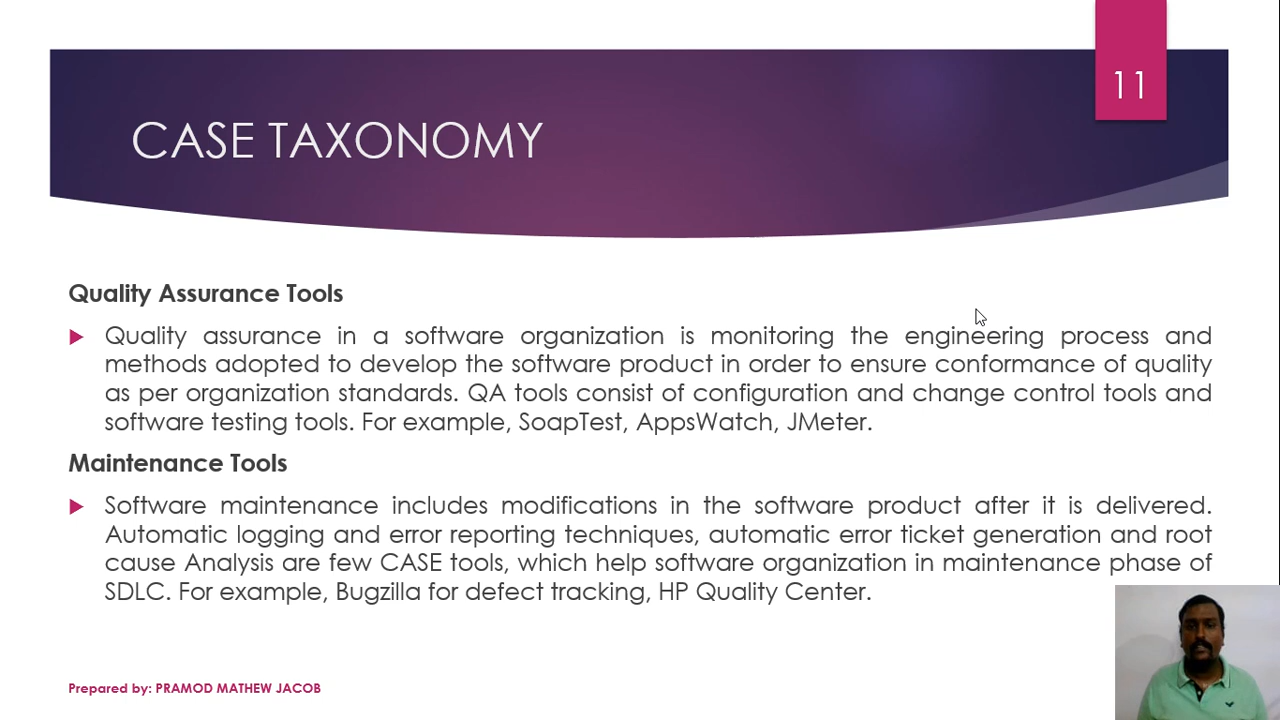 11
CASE TAXONOMY
Quality Assurance Tools
Quality assurance in a software organization is monitoring the engineering process and
methods adopted to develop the software product in order to ensure conformance of quality
as per organization standards. QA tools consist of configuration and change control tools and
software testing tools. For example, SoapTest, AppsWatch, JMeter.
Maintenance Tools
Software maintenance includes modifications in the software product after it is delivered.
Automatic logging and error reporting techniques, automatic error ticket generation and root
cause Analysis are few CASE tools, which help software organization in maintenance phase of
SDLC. For example, Bugzilla for defect tracking, HP Quality Center.
Prepared by: PRAMOD MATHEW JACOB